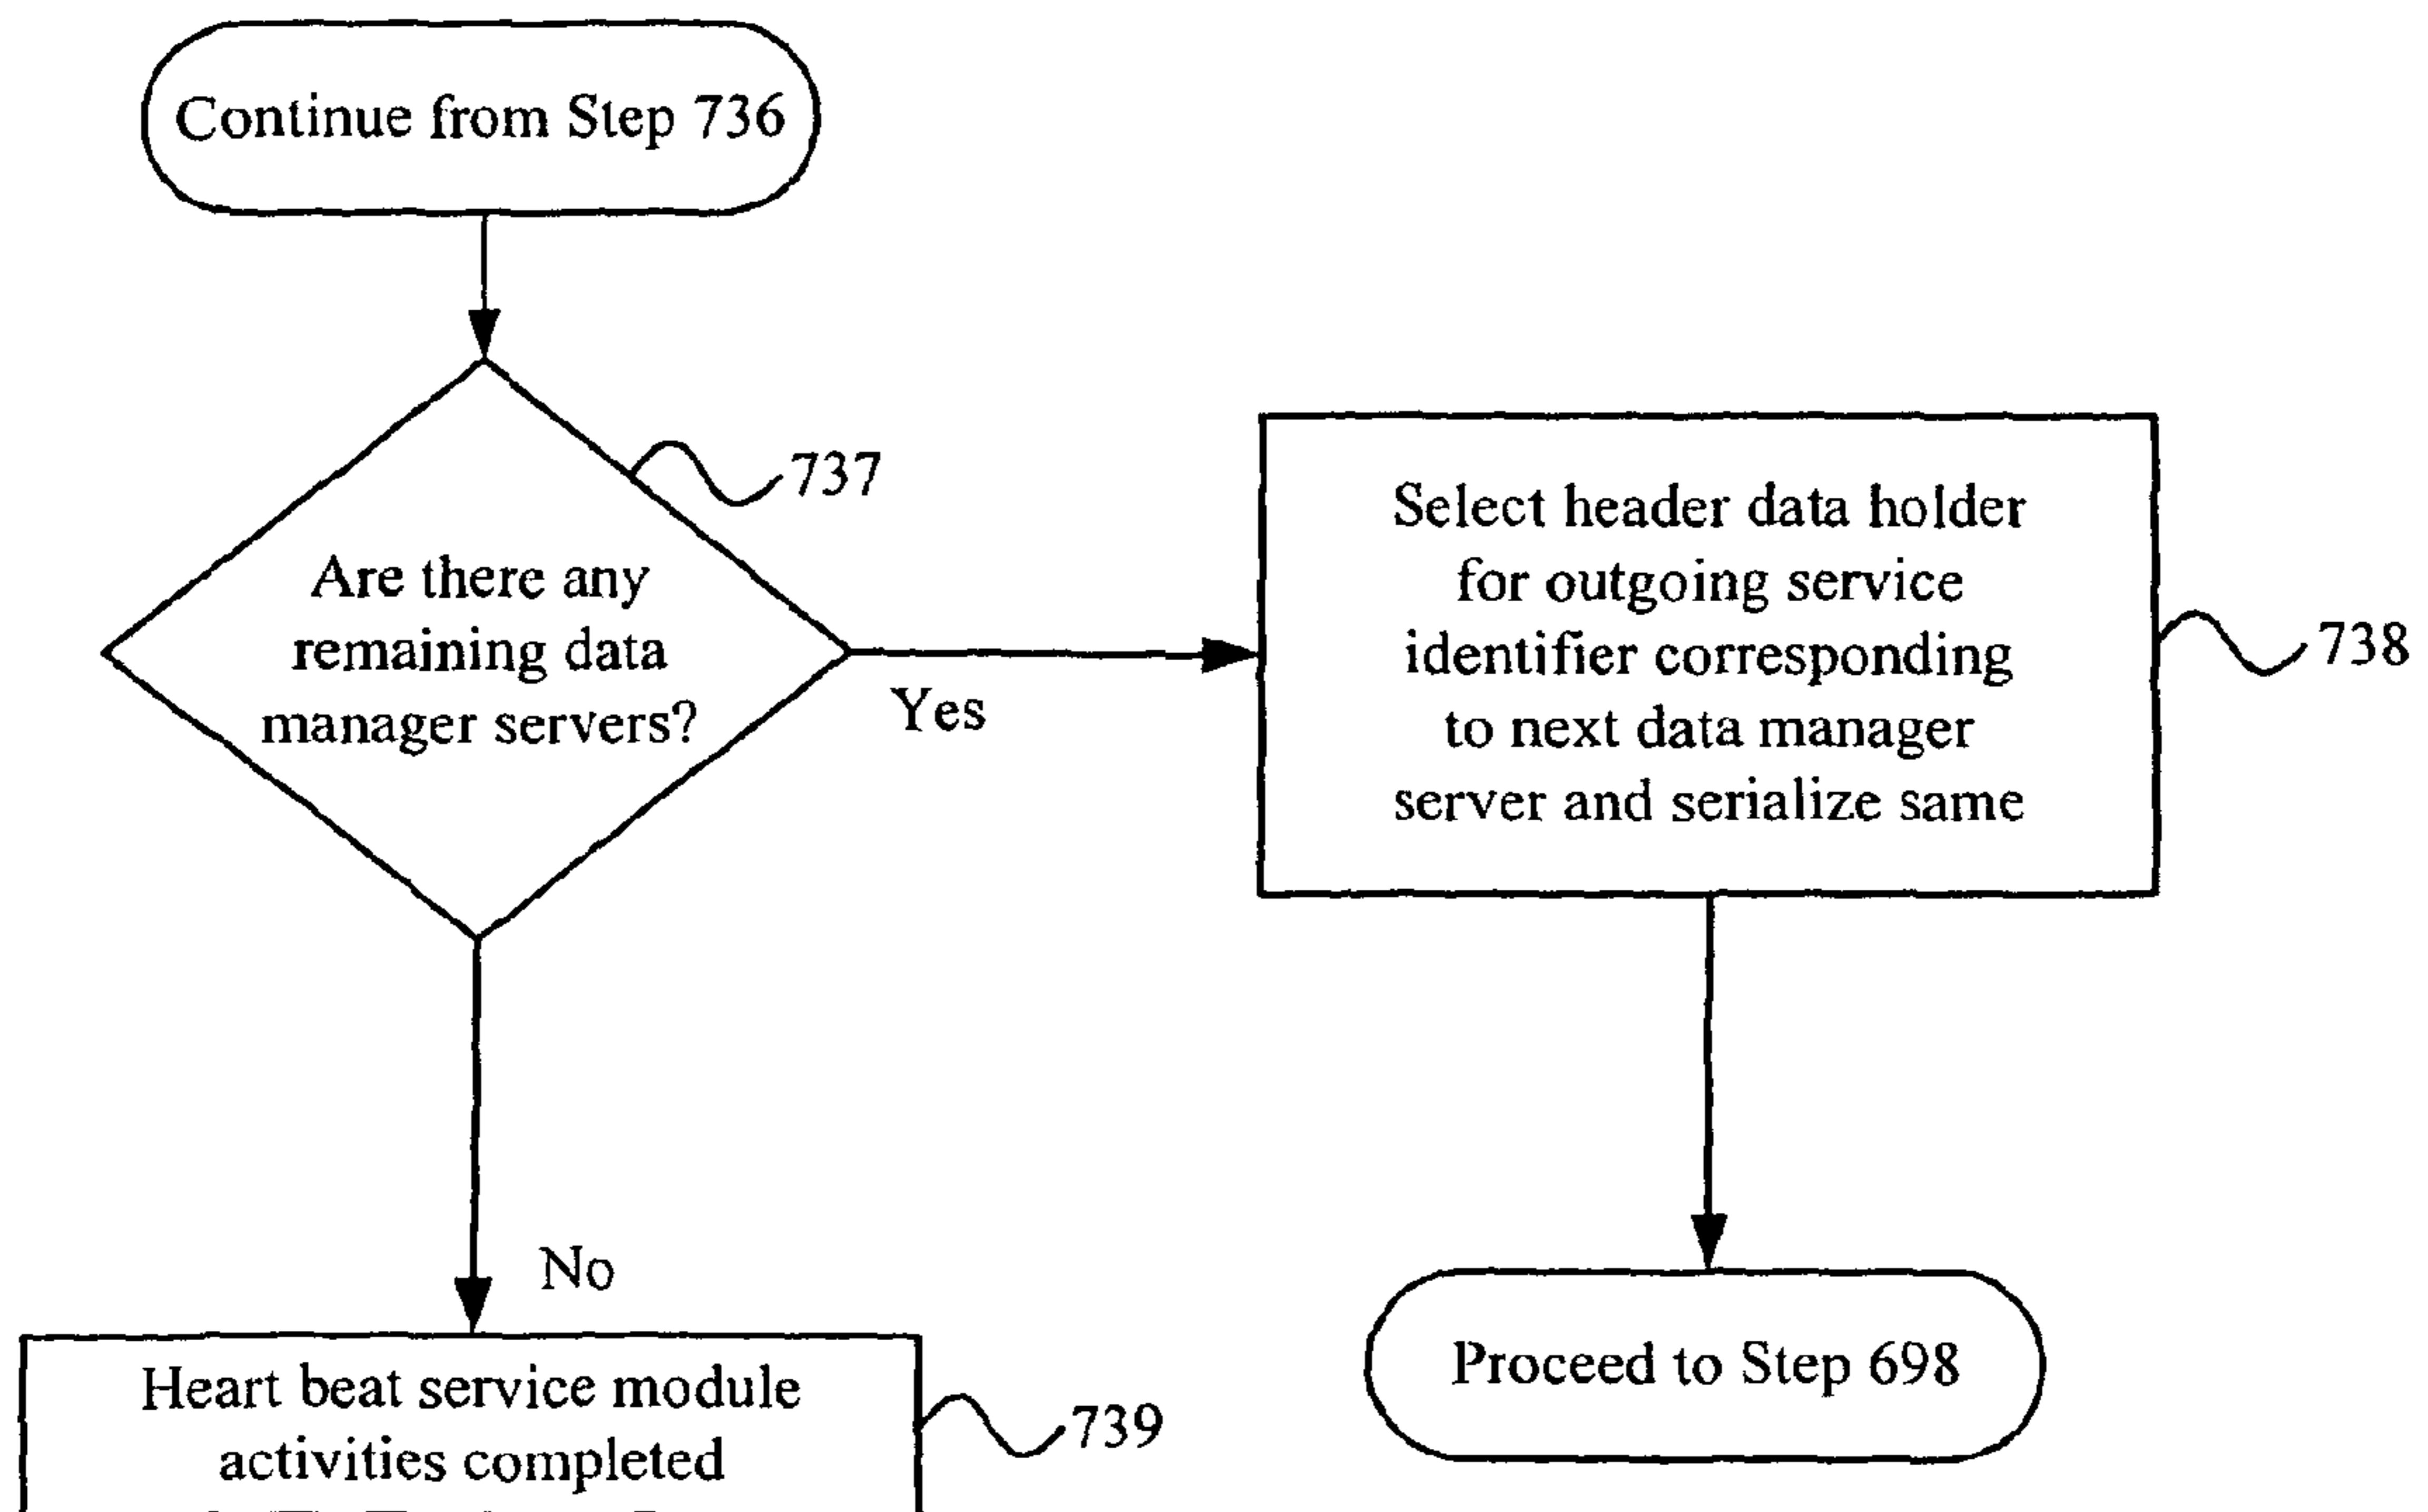 Continue from Step 736
737
Are there any
remaining data
manager servers?
Yes
No
Select header data holder
for outgoing service
identifier corresponding
to next data manager
server and serialize same
738
Heart beat service module
activities completed
739
Proceed to Step 698